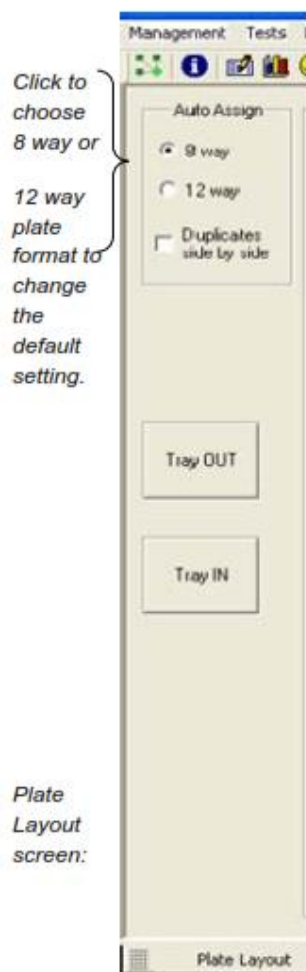 Management Tests
Click to
choose
8 way or
12 way
plate
format to
change
the
default
setting.
Auto Assign
8 way
12 way
Duplicates
side by side
Tray OUT
Tray IN
Plate
Layout
screen:
Plate Layout